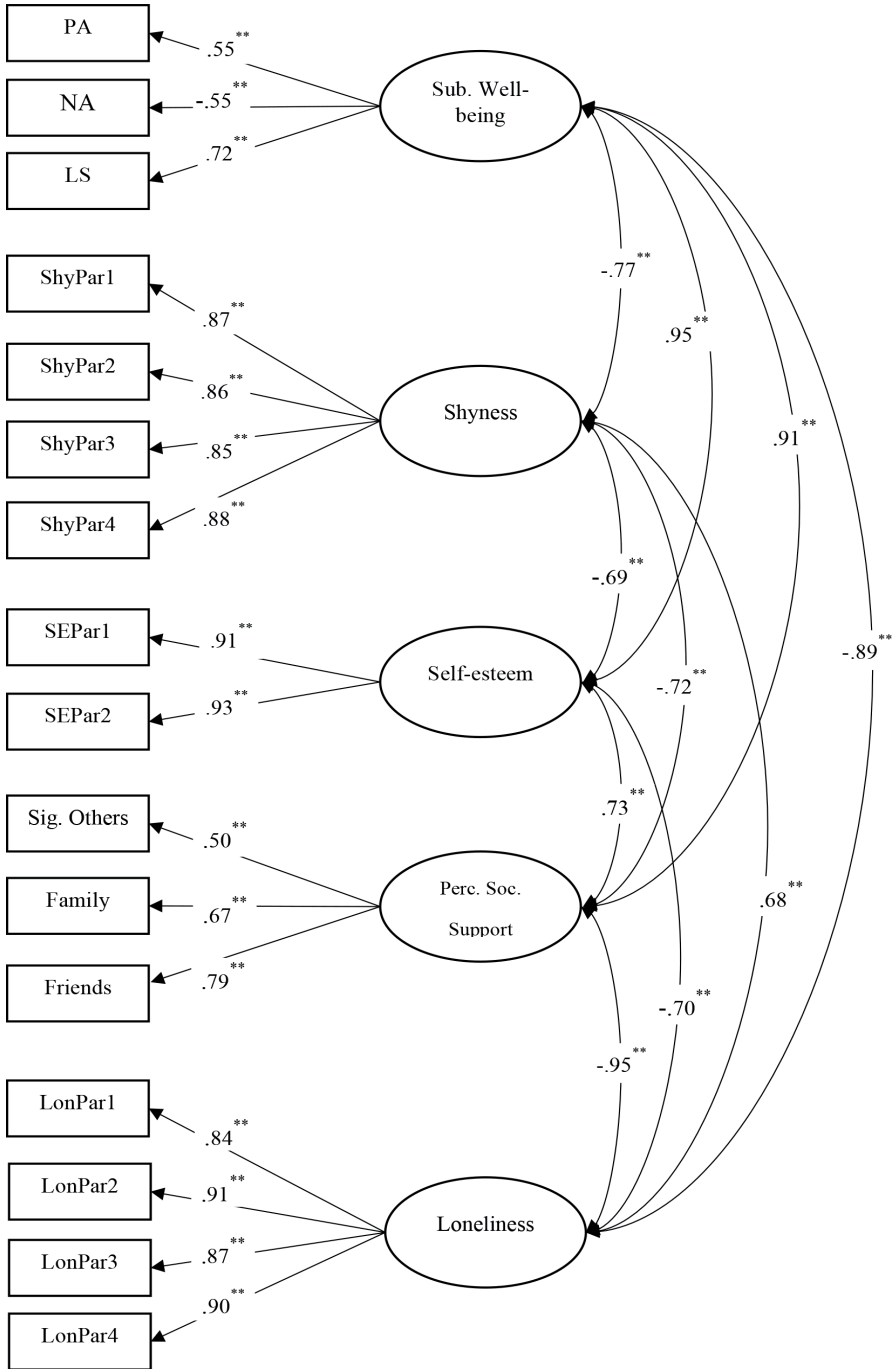 PA
.55**
Sub. Well-
being
NA
-.55**
LS
.72**
-.77**
.95**
ShyPar1
.87**
ShyPar2
.86**
Shyness
.91**
ShyPar3
.85**
ShyPar4
.88**
-.69**
SEPar1
.91**
Self-esteem
-.89**
-.72**
SEPar2
.93**
Sig. Others
.50**
.73**
Family
.67**
Perc. Soc.
Support
.68**
Friends
.79**
-.70**
-.95**
LonPar1
.84**
LonPar2
.91**
Loneliness
LonPar3
.87**
LonPar4
.90**